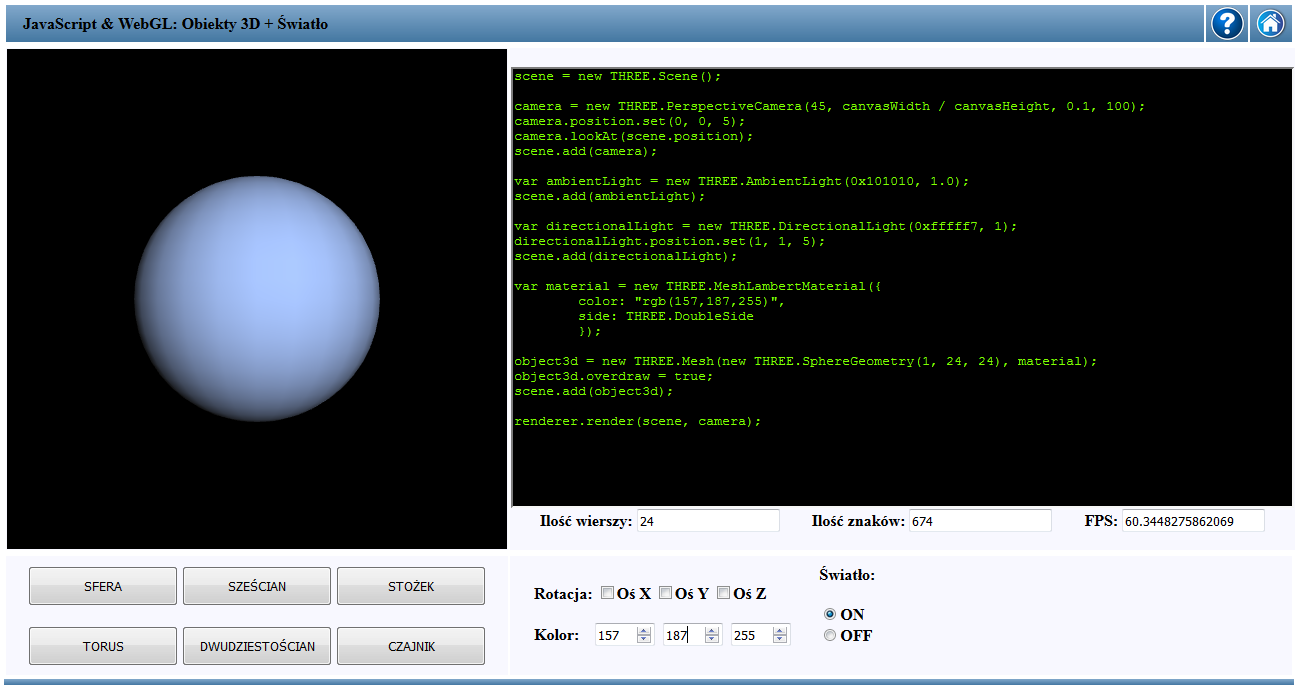 JavaScript & WebGL: Obiekty 3D + Światło
?
scene = new THREE.Scene();
camera = new THREE.PerspectiveCamera(45, canvasWidth / canvasHeight, 0.1, 100);
camera.position.set(0, 0, 5);
camera.lookAt(scene.position);
scene.add(camera);
var ambientLight = new THREE.AmbientLight(0x101010, 1.0);
scene.add(ambientLight);
var directionalLight = new THREE.DirectionalLight(0xfffff7, 1);
directionalLight.position.set(1, 1, 5);
scene.add(directionalLight);
var material = new THREE.MeshLambertMaterial({
color: "rgb(157,187,255)",
side: THREE.DoubleSide
});
object3d = new THREE.Mesh(new THREE.SphereGeometry(1, 24, 24), material);
object3d.overdraw = true;
scene.add(object3d);
renderer.render(scene, camera);
Ilość wierszy: 24 Ilość znaków: 674 FPS: 60.3448275862069
SFERA SZEŚCIAN STOŻEK
TORUS DWUDZIESTOŚCIAN CZAJNIK
Rotacja: Oś X Oś Y Oś Z
Kolor: 157 187 255
Światło:
ON
OFF